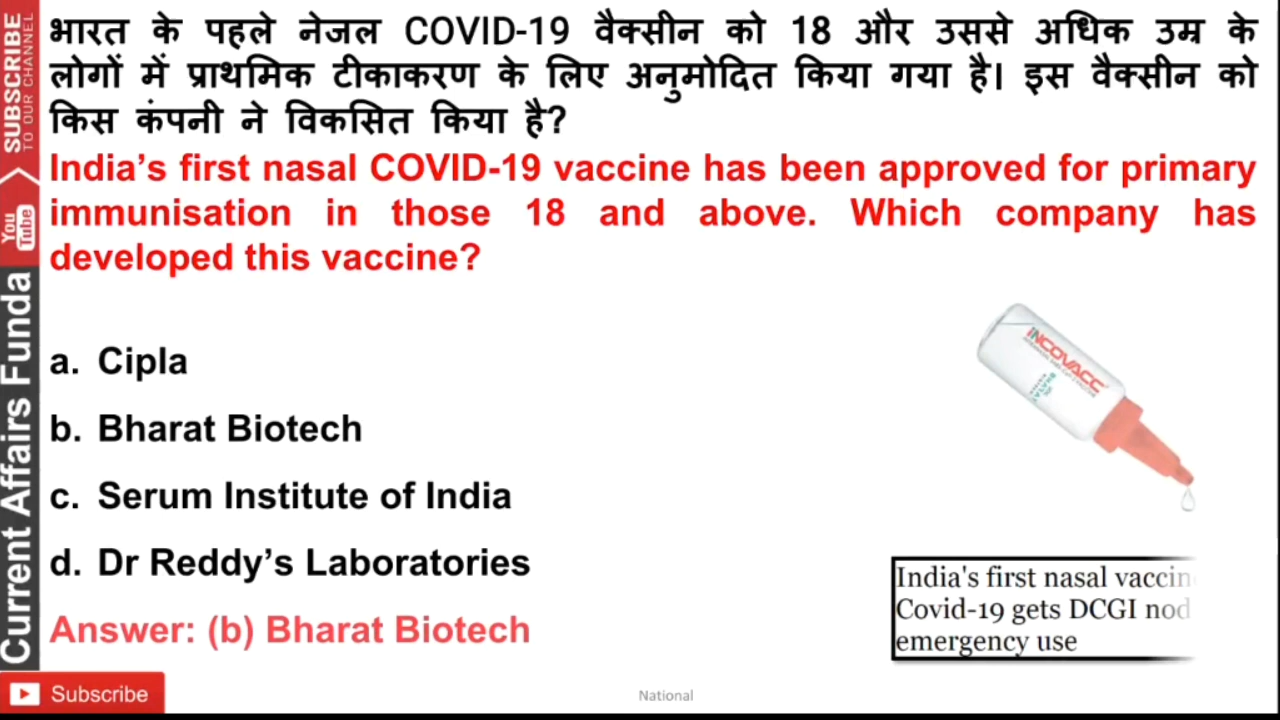 भारत के पहले नेजल COVID-19 वैक्सीन को 18 और उससे अधिक उम्र के
लोगों में प्राथमिक टीकाकरण के लिए अनुमोदित किया गया है। इस वैक्सीन को
किस कंपनी ने विकसित किया है?
India’s first nasal COVID-19 vaccine has been approved for primary
immunisation in those 18 and above. Which company has
developed this vaccine?
a. Cipla
b. Bharat Biotech
c. Serum Institute of India
d. Dr Reddy’s Laboratories
Answer: (b) Bharat Biotech
iNCOVACC
India's first nasal vaccin
Covid-19 gets DCGI nod
emergency use
SUBSCRIBE
TO OUR CHANNEL
You
Tube
Current Affairs Funda
Subscribe
National